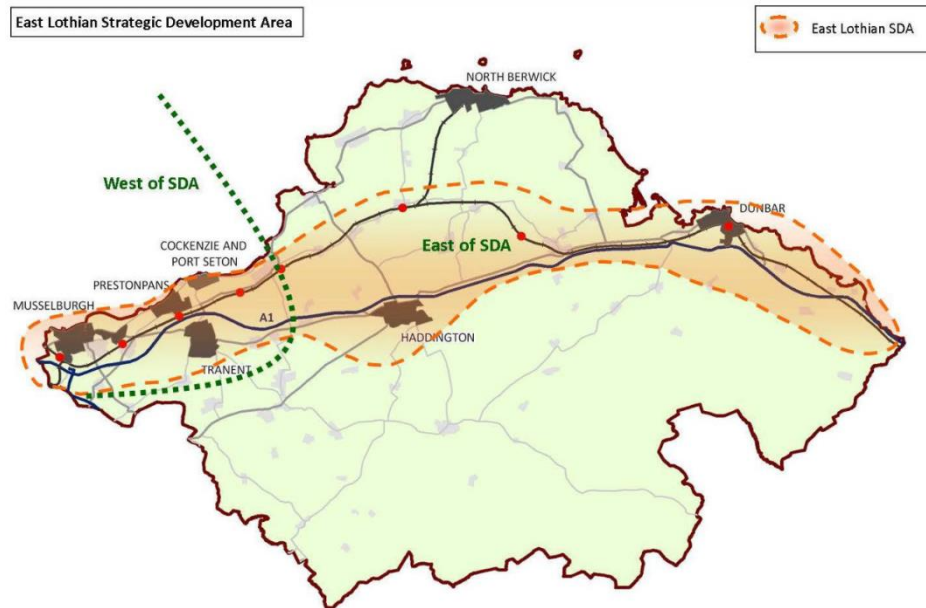 East Lothian Strategic Development Area
East Lothian SDA
NORTH BERWICK
West of SDA
DUNBAR
COCKENZIE AND
PORT SETON
East of SDA
PRESTONPANS
MUSSELBURGH
A1
HADDINGTON
TRANENT